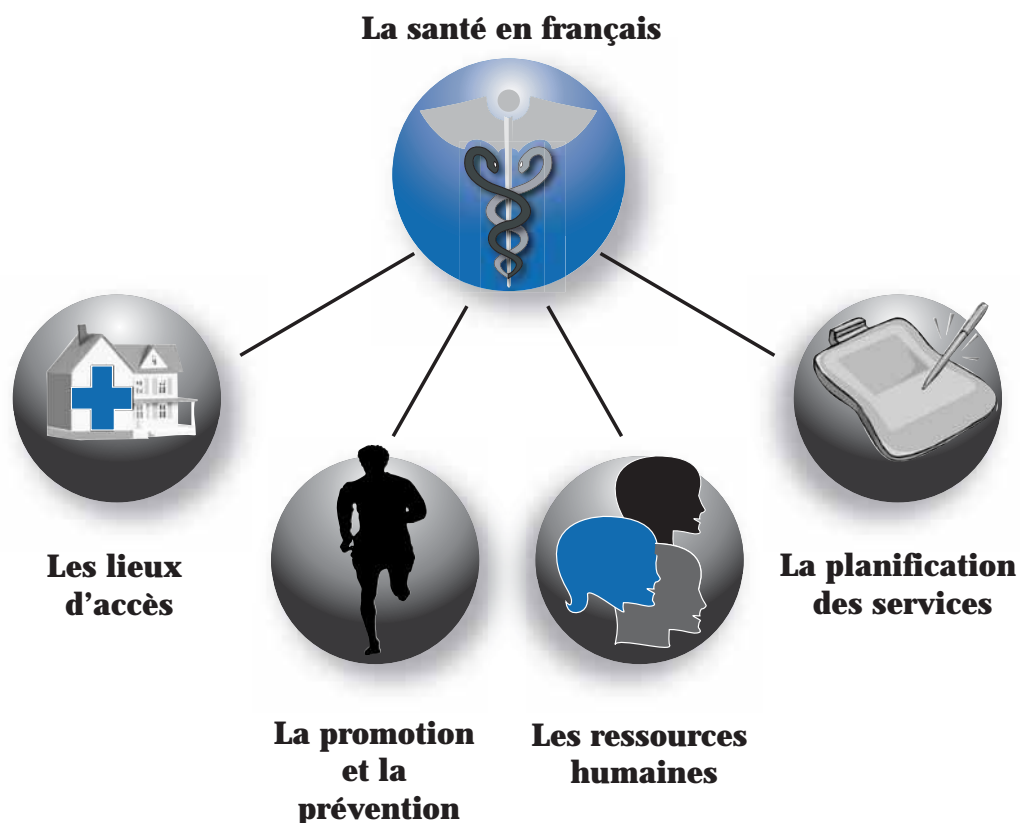 La santé en français
Les lieux
d'accès
La promotion
et la
prévention
Les ressources
humaines
La planification
des services